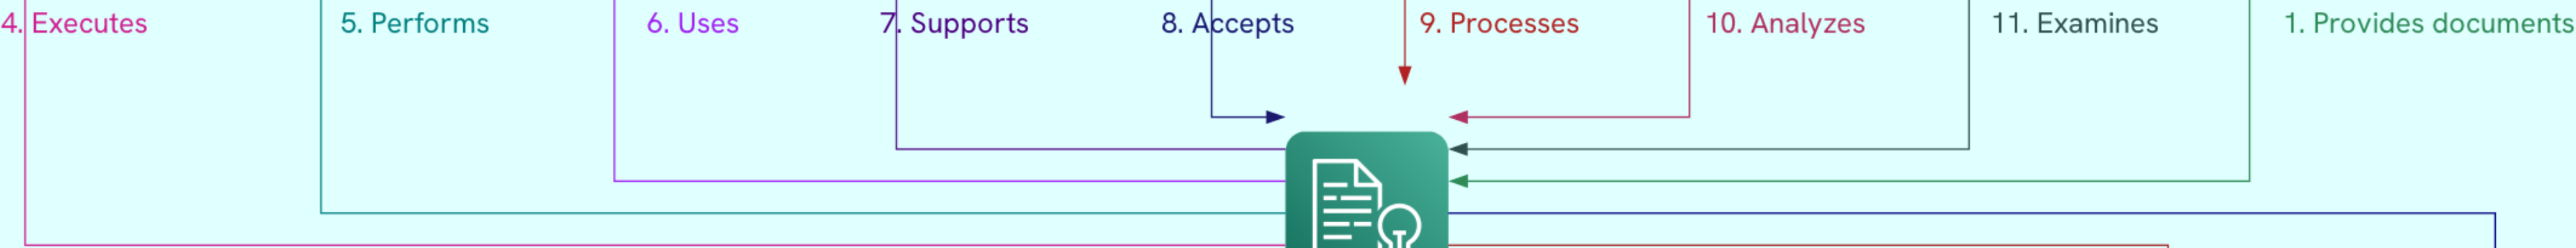 4. Executes
5. Performs
6. Uses
7. Supports
8. Accepts
9. Processes
10. Analyzes
11. Examines
1. Provides documents